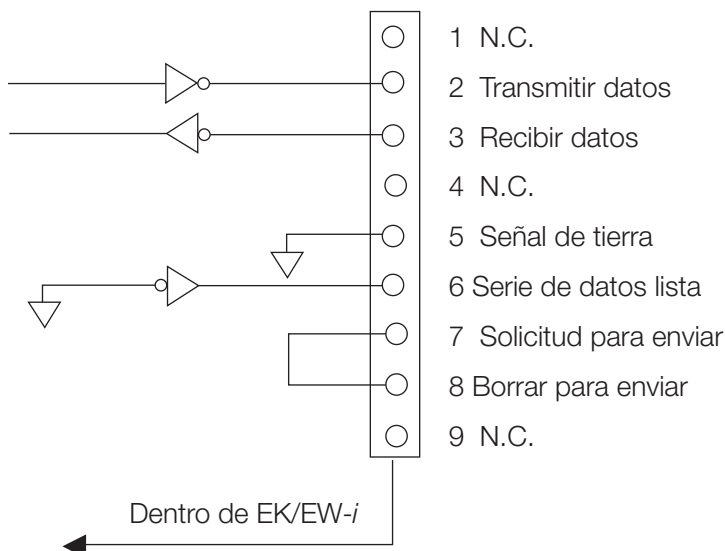 1 N.C.
2 Transmitir datos
3 Recibir datos
4 N.C.
5 Señal de tierra
6 Serie de datos lista
7 Solicitud para enviar
8 Borrar para enviar
9 N.C.
Dentro de EK/EW-i